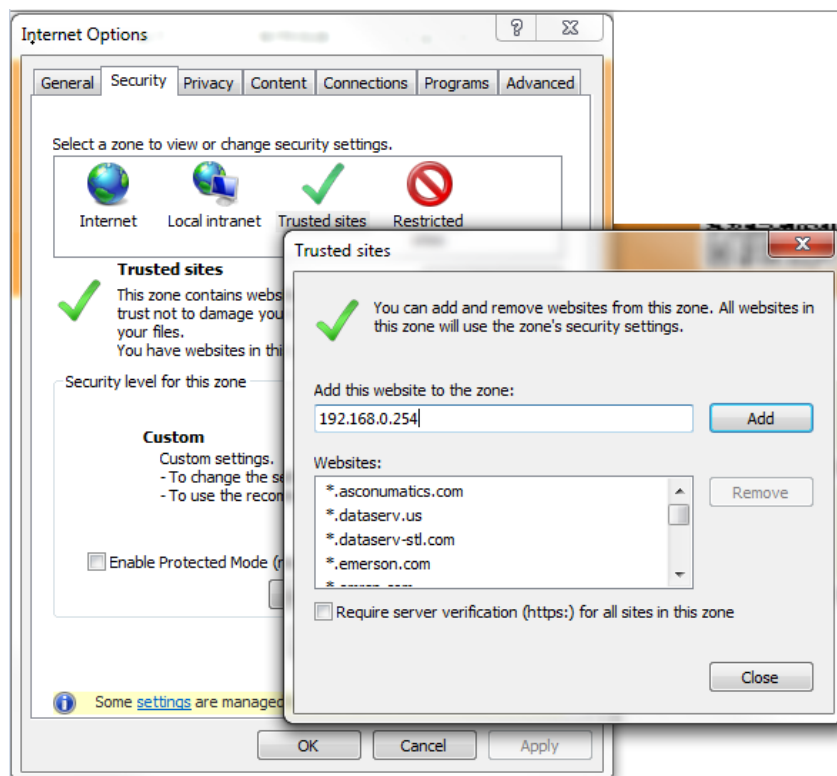 Internet Options
General Security Privacy Content Connections Programs Advanced
Select a zone to view or change security settings.
Internet Local intranet Trusted sites Restricted
Trusted sites
This zone contains webs
trust not to damage you
your files.
You have websites in thi
Security level for this zone
Custom
Custom settings.
- To change the se
- To use the recon
Enable Protected Mode (r
Some settings are managed
OK Cancel Apply
Trusted sites
You can add and remove websites from this zone. All websites in
this zone will use the zone's security settings.
Add this website to the zone:
192.168.0.254
Add
Websites:
*.asconumatics.com
*.dataserv.us
*.dataserv-stl.com
*.emerson.com
Remove
Require server verification (https:) for all sites in this zone
Close